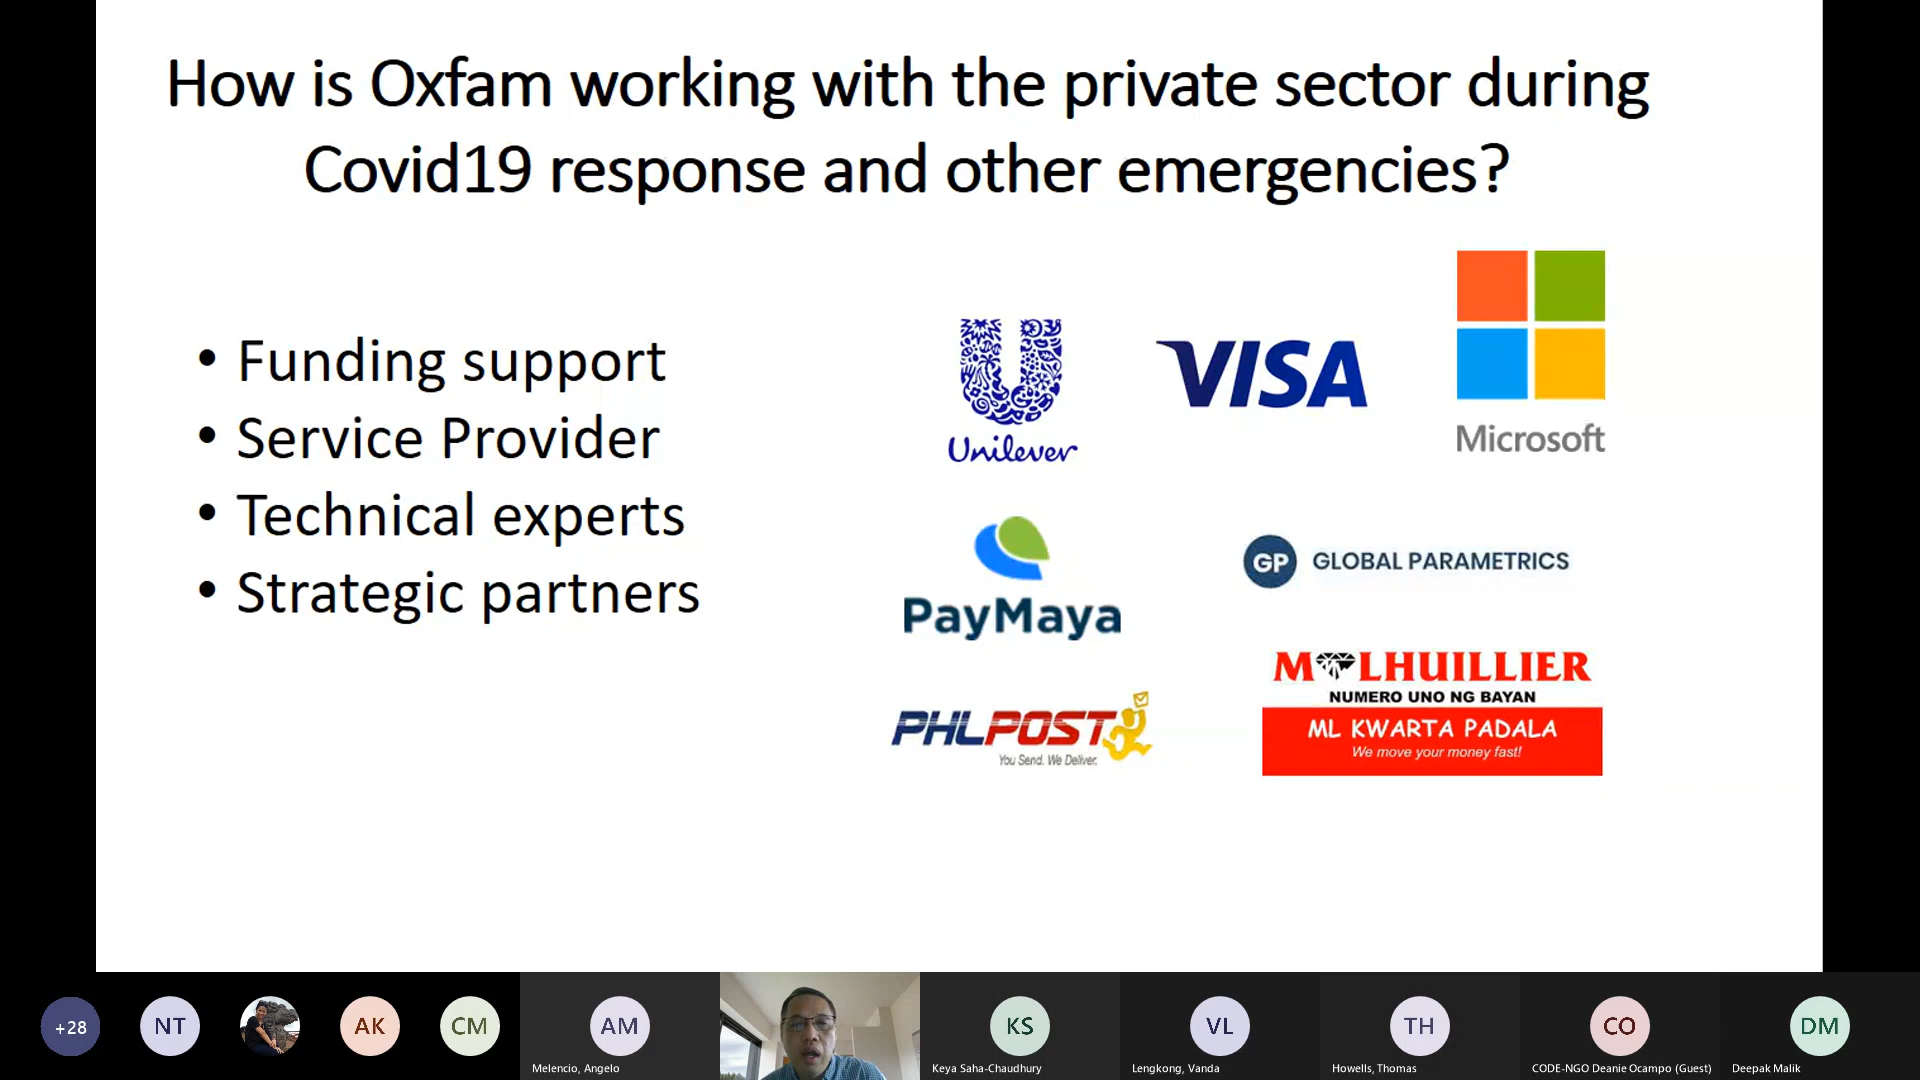 How is Oxfam working with the private sector during
Covid19 response and other emergencies?
• Funding support
• Service Provider
• Technical experts
• Strategic partners
Unilever
VISA
Microsoft
PayMaya
GP GLOBAL PARAMETRICS
PHLPOST
You Send. We Deliver.
M LHUILLIER
NUMERO UNO NG BAYAN
ML KWARTA PADALA
We move your money fast!
+28
NT
AK
CM
AM
Melencio, Angelo
KS
Keya Saha-Chaudhury
VL
Lengkong, Vanda
TH
Howells, Thomas
CO
CODE-NGO Deanie Ocampo (Guest)
DM
Deepak Malik